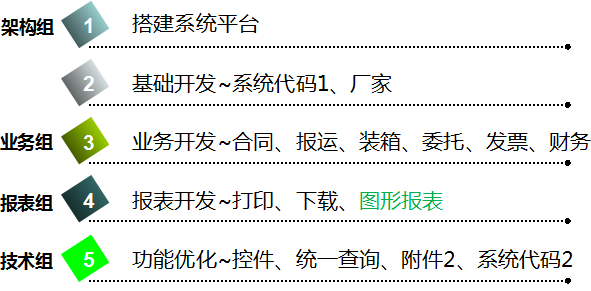 架构组 1 搭建系统平台
2 基础开发~系统代码1、厂家
业务组 3 业务开发~合同、报运、装箱、委托、发票、财务
报表组 4 报表开发~打印、下载、图形报表
技术组 5 功能优化~控件、统一查询、附件2、系统代码2